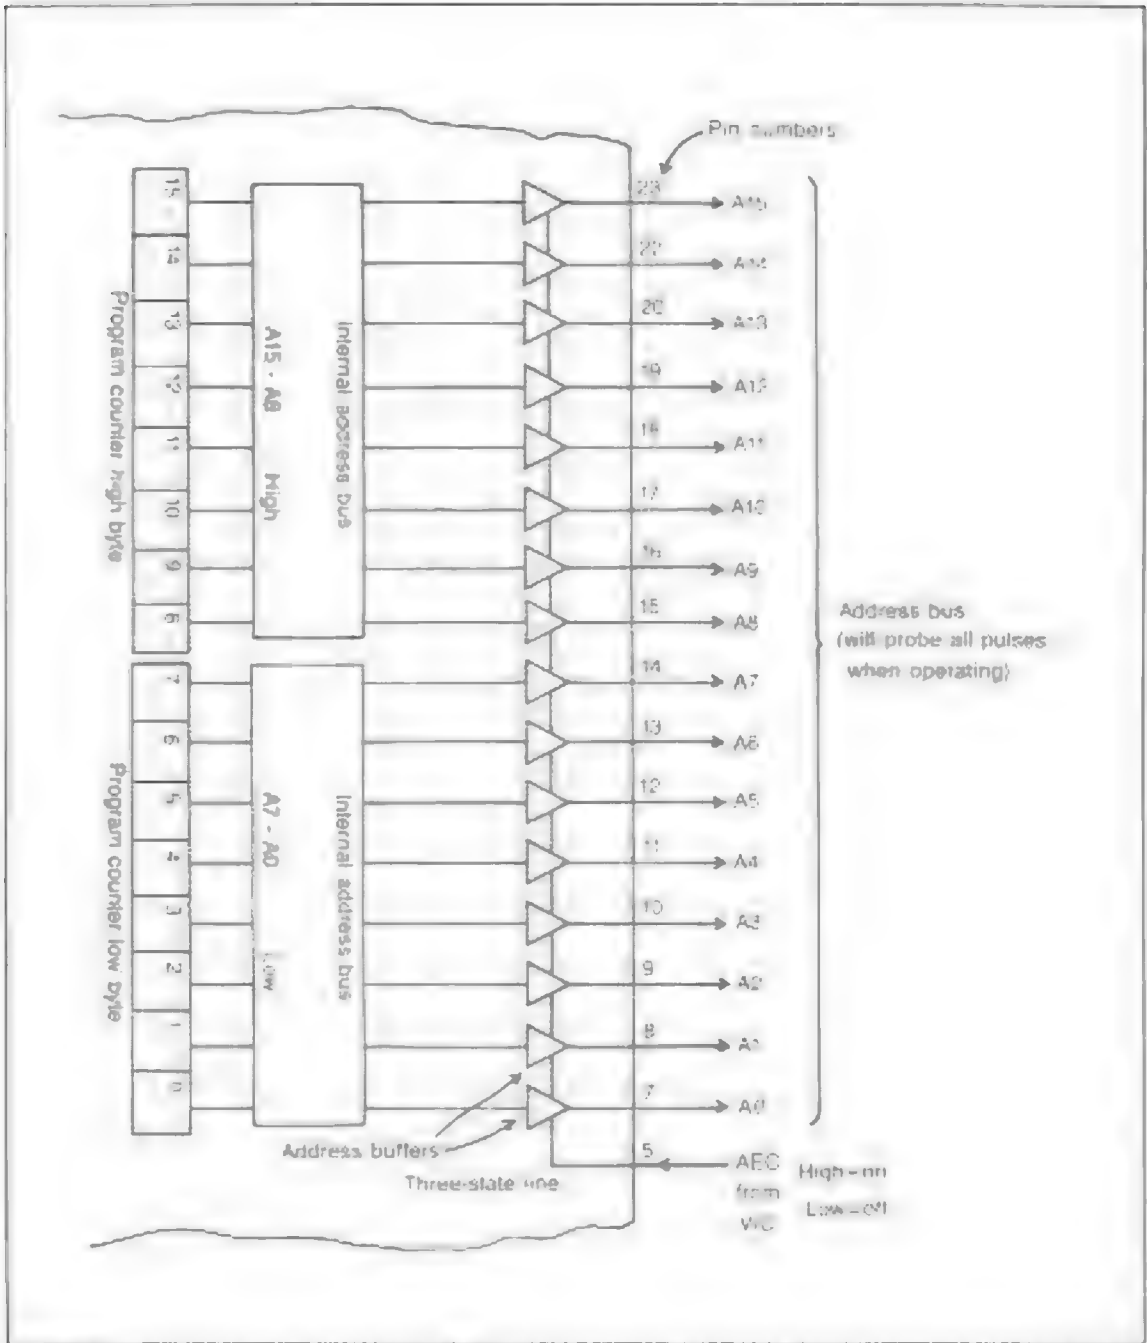 Pin numbers
15
14
13
12
11
10
9
8
7
6
5
4
3
2
1
0
Program counter high byte
Program counter low byte
A15 - A8
High
Internal address bus
A7 - A0
Low
Internal address bus
23
22
20
19
18
17
16
15
14
13
12
11
10
9
8
7
5
A15
A14
A13
A12
A11
A10
A9
A8
A7
A6
A5
A4
A3
A2
A1
A0
Address bus
(will probe all pulses
when operating)
Address buffers
Three-state line
AEC
from
VIC
High=on
Low=off